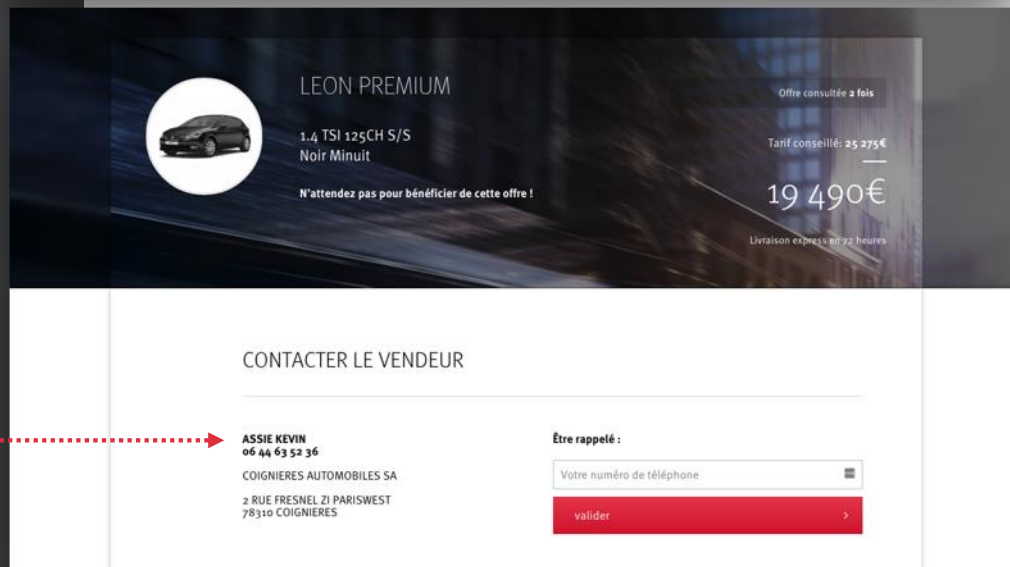 LEON PREMIUM
1.4 TSI 125CH S/S
Noir Minuit
N'attendez pas pour bénéficier de cette offre !
Offre consultée 2 fois
Tarif conseillé: 25 275€
19 490€
Livraison express en 72 heures
CONTACTER LE VENDEUR
ASSIE KEVIN
06 44 63 52 36
COIGNIERES AUTOMOBILES SA
2 RUE FRESNEL ZI PARISWEST
78310 COIGNIERES
Être rappelé :
Votre numéro de téléphone
valider